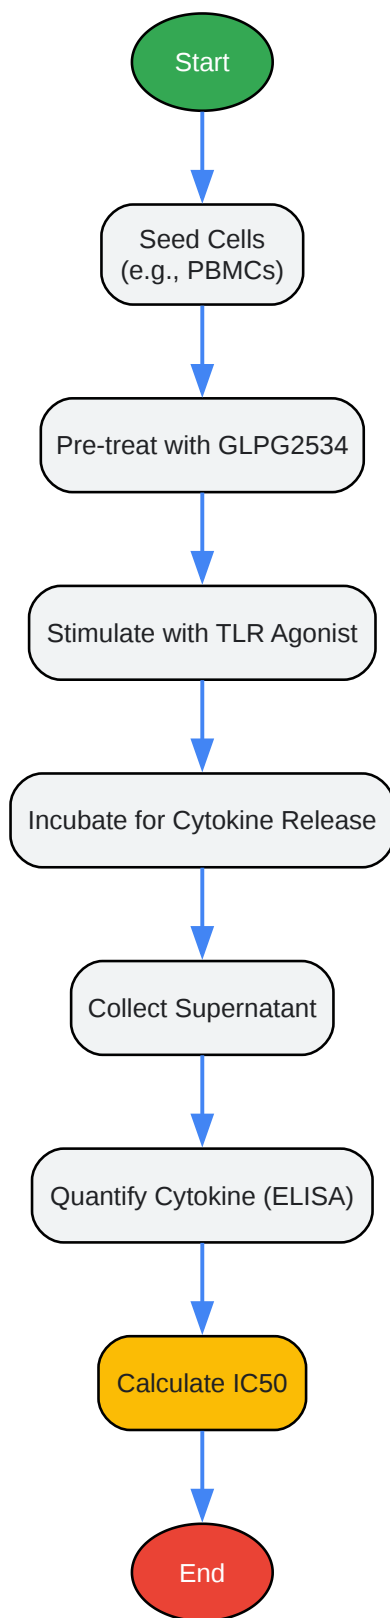 Start
Seed Cells
(e.g., PBMCs)
Pre-treat with GLPG2534
Stimulate with TLR Agonist
Incubate for Cytokine Release
Collect Supernatant
Quantify Cytokine (ELISA)
Calculate IC50
End